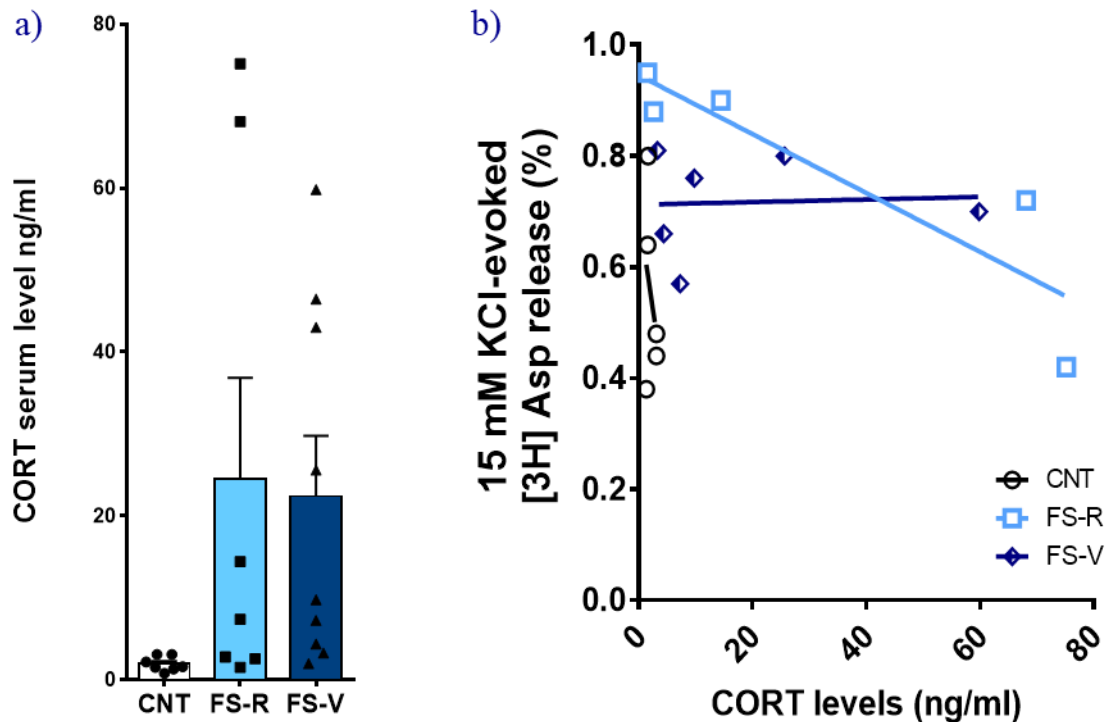 a)
CORT serum level ng/ml
80
60
40
20
0
CNT FS-R FS-V
b)
15 mM KCl-evoked
[3H] Asp release (%)
1.0
0.8
0.6
0.4
0.2
0.0
0 20 40 60 80
CORT levels (ng/ml)
CNT
FS-R
FS-V